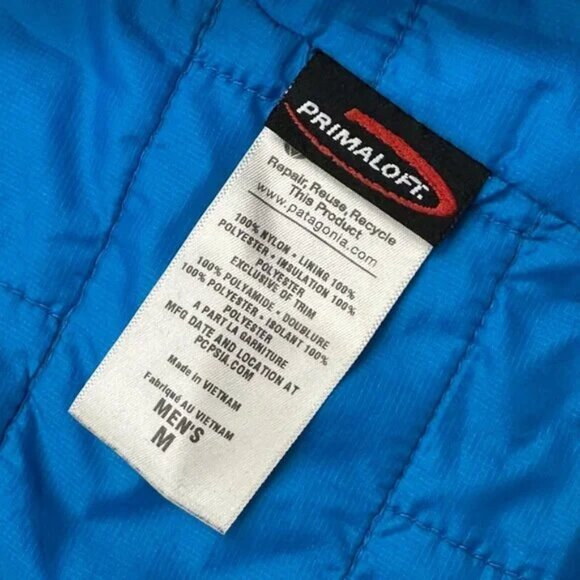 PRIMALOFT.
Repair, Reuse, Recycle
This Product
www.patagonia.com
100% NYLON • LINING 100%
POLYESTER • INSULATION 100%
POLYESTER
EXCLUSIVE OF TRIM
100% POLYAMIDE • DOUBLURE
100% POLYESTER • ISOLANT 100%
POLYESTER
A PART LA GARNITURE
MFG DATE AND LOCATION AT
PCPSIA.COM
Made in VIETNAM
Fabriqué AU VIETNAM
MEN'S
M